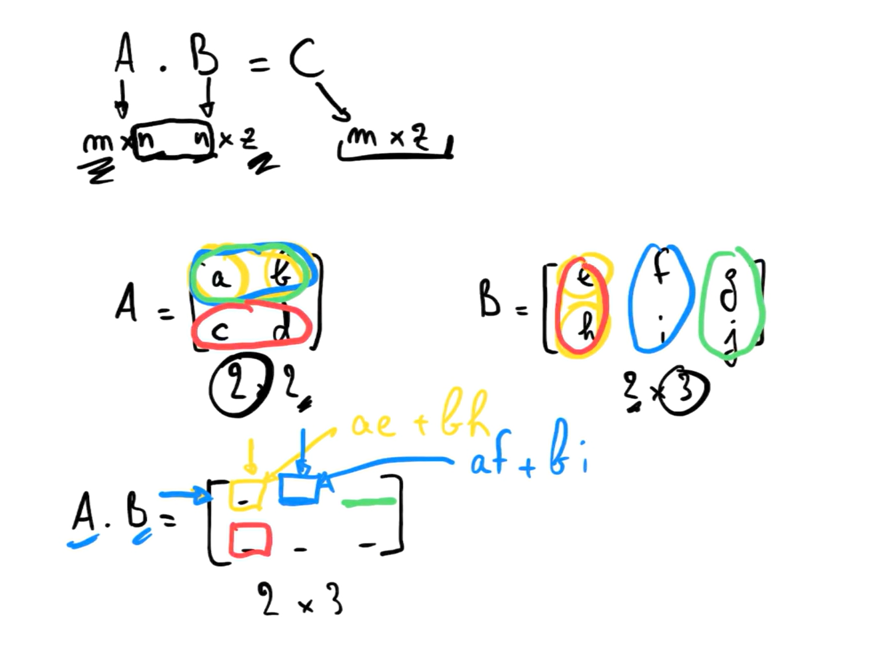 A . B = C
m × n n × z m × z
A = [ a b B = [ e f g
c d ] h i j ]
2 × 2 2 × 3
ae + bh
af + bi
A . B = [ - _
- - - ]
2 × 3